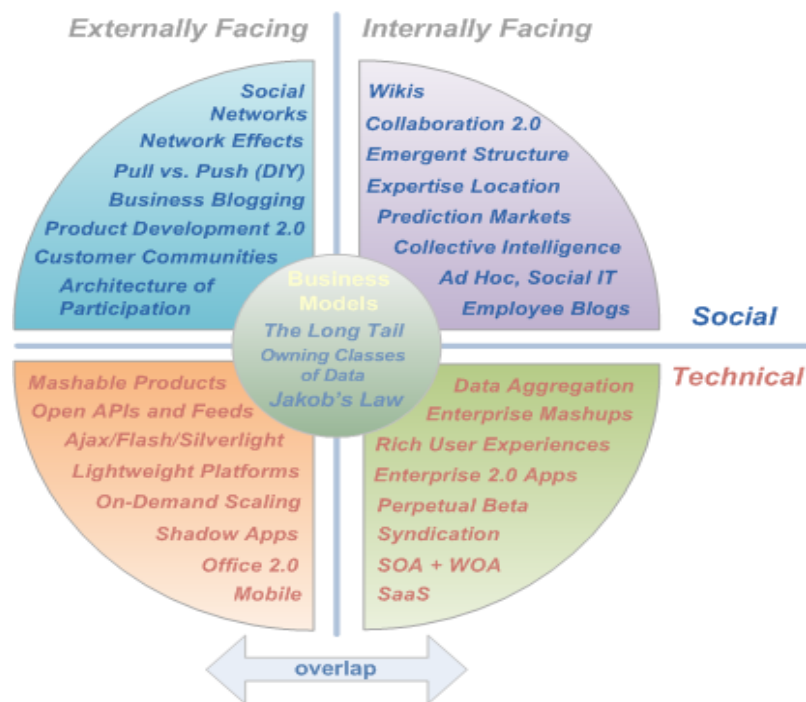 Externally Facing
Internally Facing
Social
Networks
Network Effects
Pull vs. Push (DIY)
Business Blogging
Product Development 2.0
Customer Communities
Architecture of
Participation
Wikis
Collaboration 2.0
Emergent Structure
Expertise Location
Prediction Markets
Collective Intelligence
Ad Hoc, Social IT
Employee Blogs
Business
Models
The Long Tail
Owning Classes
of Data
Jakob's Law
Social
Technical
Mashable Products
Open APIs and Feeds
Ajax/Flash/Silverlight
Lightweight Platforms
On-Demand Scaling
Shadow Apps
Office 2.0
Mobile
Data Aggregation
Enterprise Mashups
Rich User Experiences
Enterprise 2.0 Apps
Perpetual Beta
Syndication
SOA + WOA
SaaS
overlap